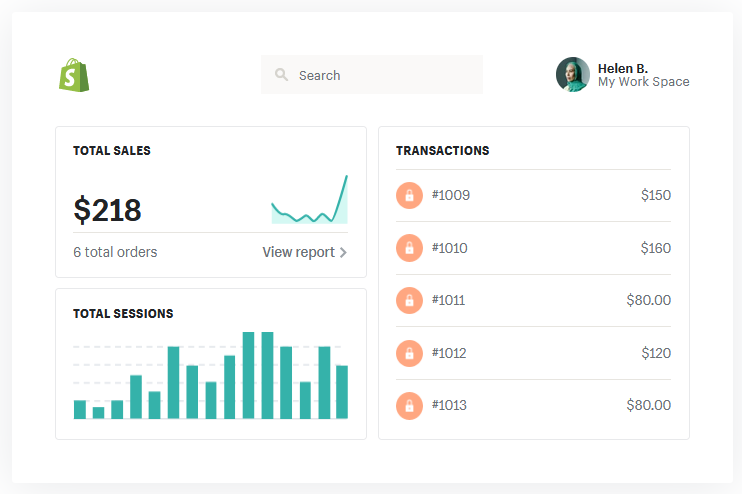 S
Search
Helen B.
My Work Space
TOTAL SALES
$218
6 total orders
View report
TOTAL SESSIONS
TRANSACTIONS
#1009 $150
#1010 $160
#1011 $80.00
#1012 $120
#1013 $80.00